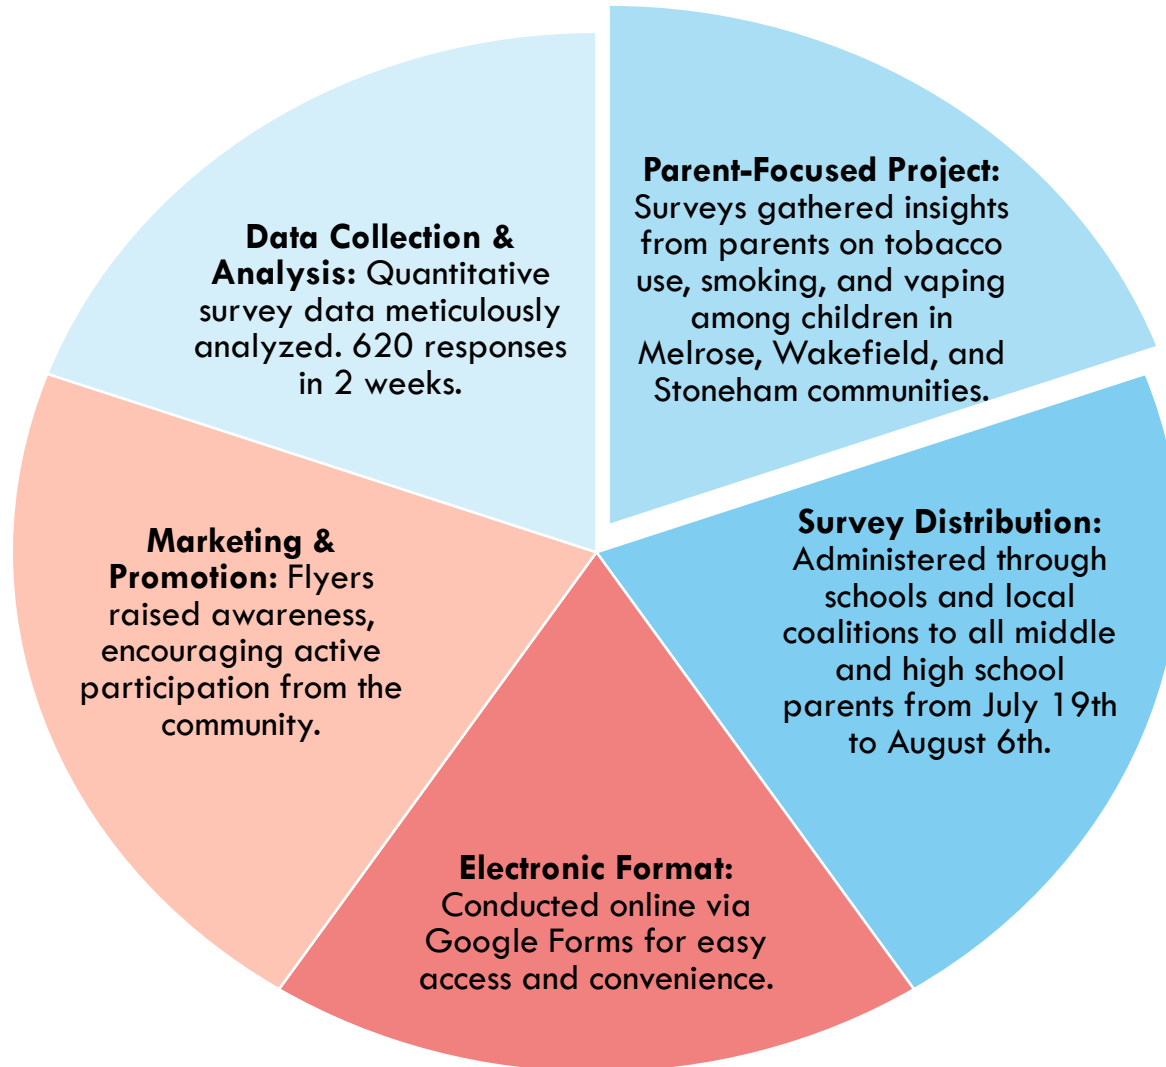 Parent-Focused Project:
Surveys gathered insights
from parents on tobacco
use, smoking, and vaping
among children in
Melrose, Wakefield, and
Stoneham communities.
Survey Distribution:
Administered through
schools and local
coalitions to all middle
and high school
parents from July 19th
to August 6th.
Electronic Format:
Conducted online via
Google Forms for easy
access and convenience.
Marketing &
Promotion: Flyers
raised awareness,
encouraging active
participation from the
community.
Data Collection &
Analysis: Quantitative
survey data meticulously
analyzed. 620 responses
in 2 weeks.